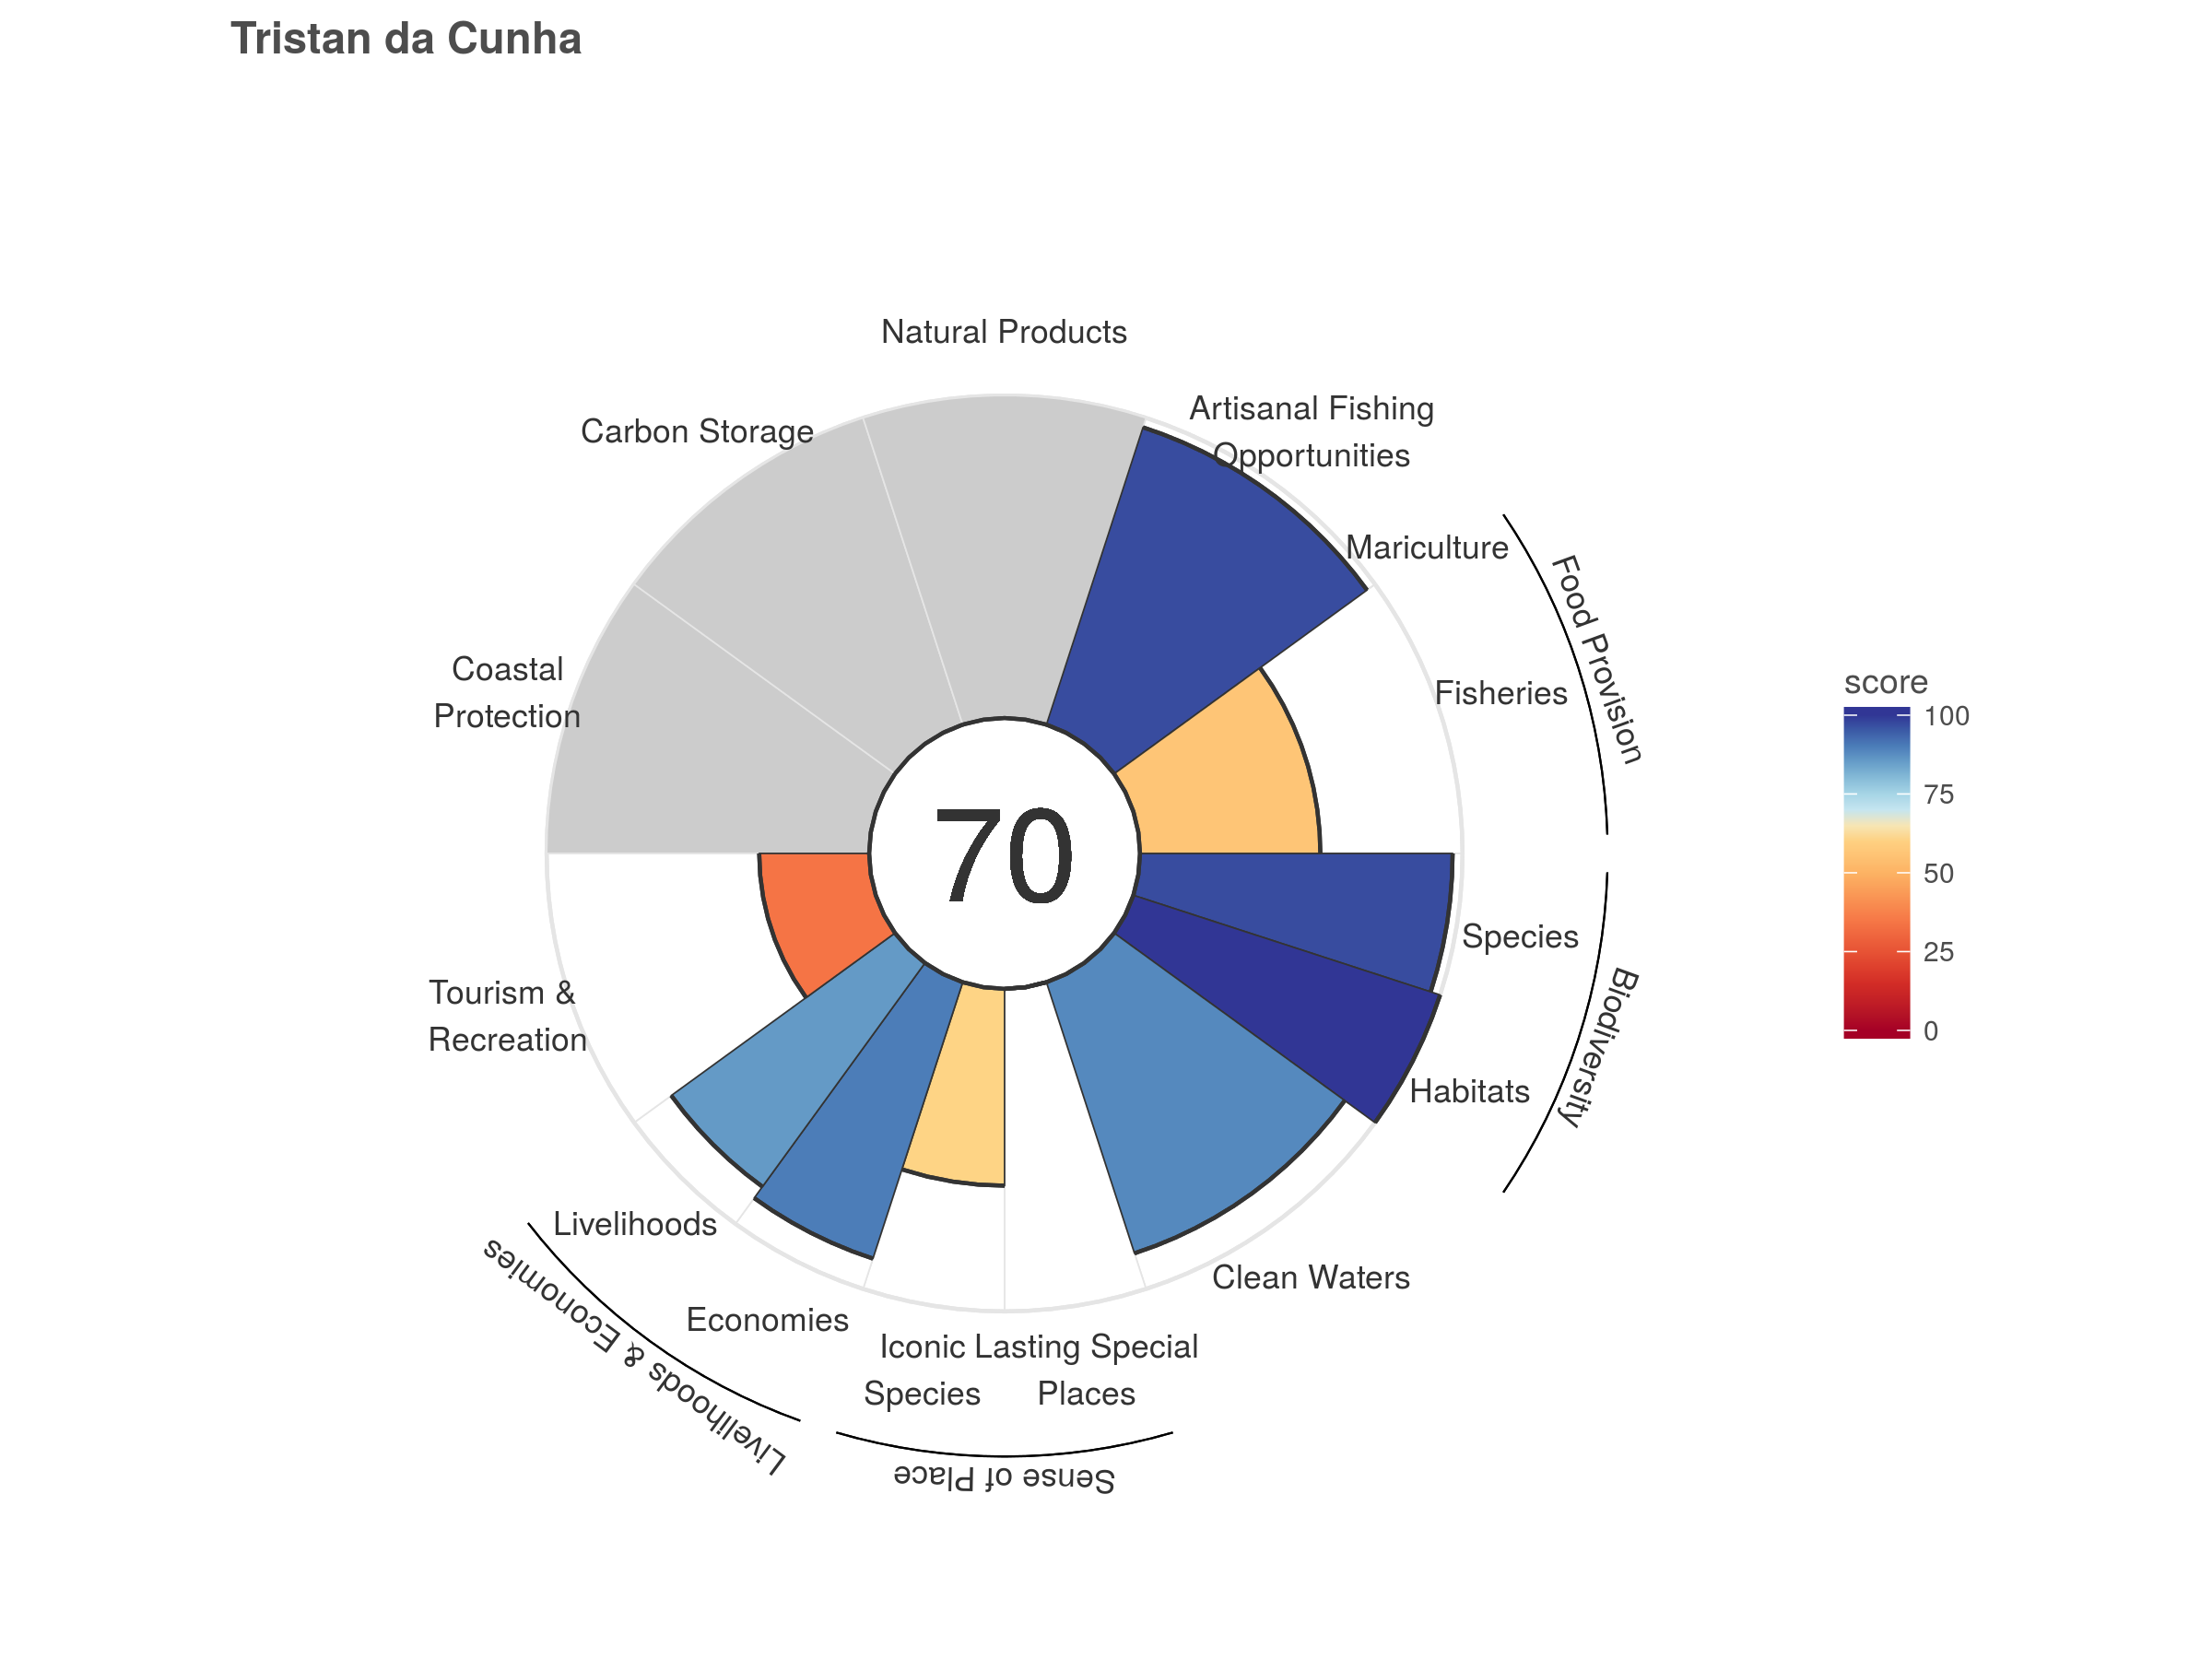 Tristan da Cunha
Natural Products
Artisanal Fishing
Opportunities
Carbon Storage
Mariculture
Food Provision
Fisheries
Coastal
Protection
score
100
75
50
25
0
70
Species
Biodiversity
Habitats
Tourism &
Recreation
Livelihoods
Livelihoods & Economies
Economies
Clean Waters
Iconic
Species
Lasting Special
Places
Sense of Place